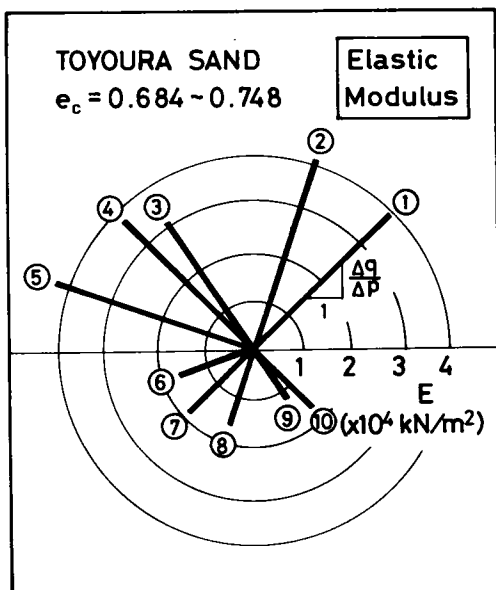 TOYOURA SAND
e_c = 0.684 ~ 0.748
Elastic
Modulus
②
①
④
③
⑤
Δq
Δp
1
1 2 3 4
E
(x10⁴ kN/m²)
⑥
⑦
⑧
⑨
⑩